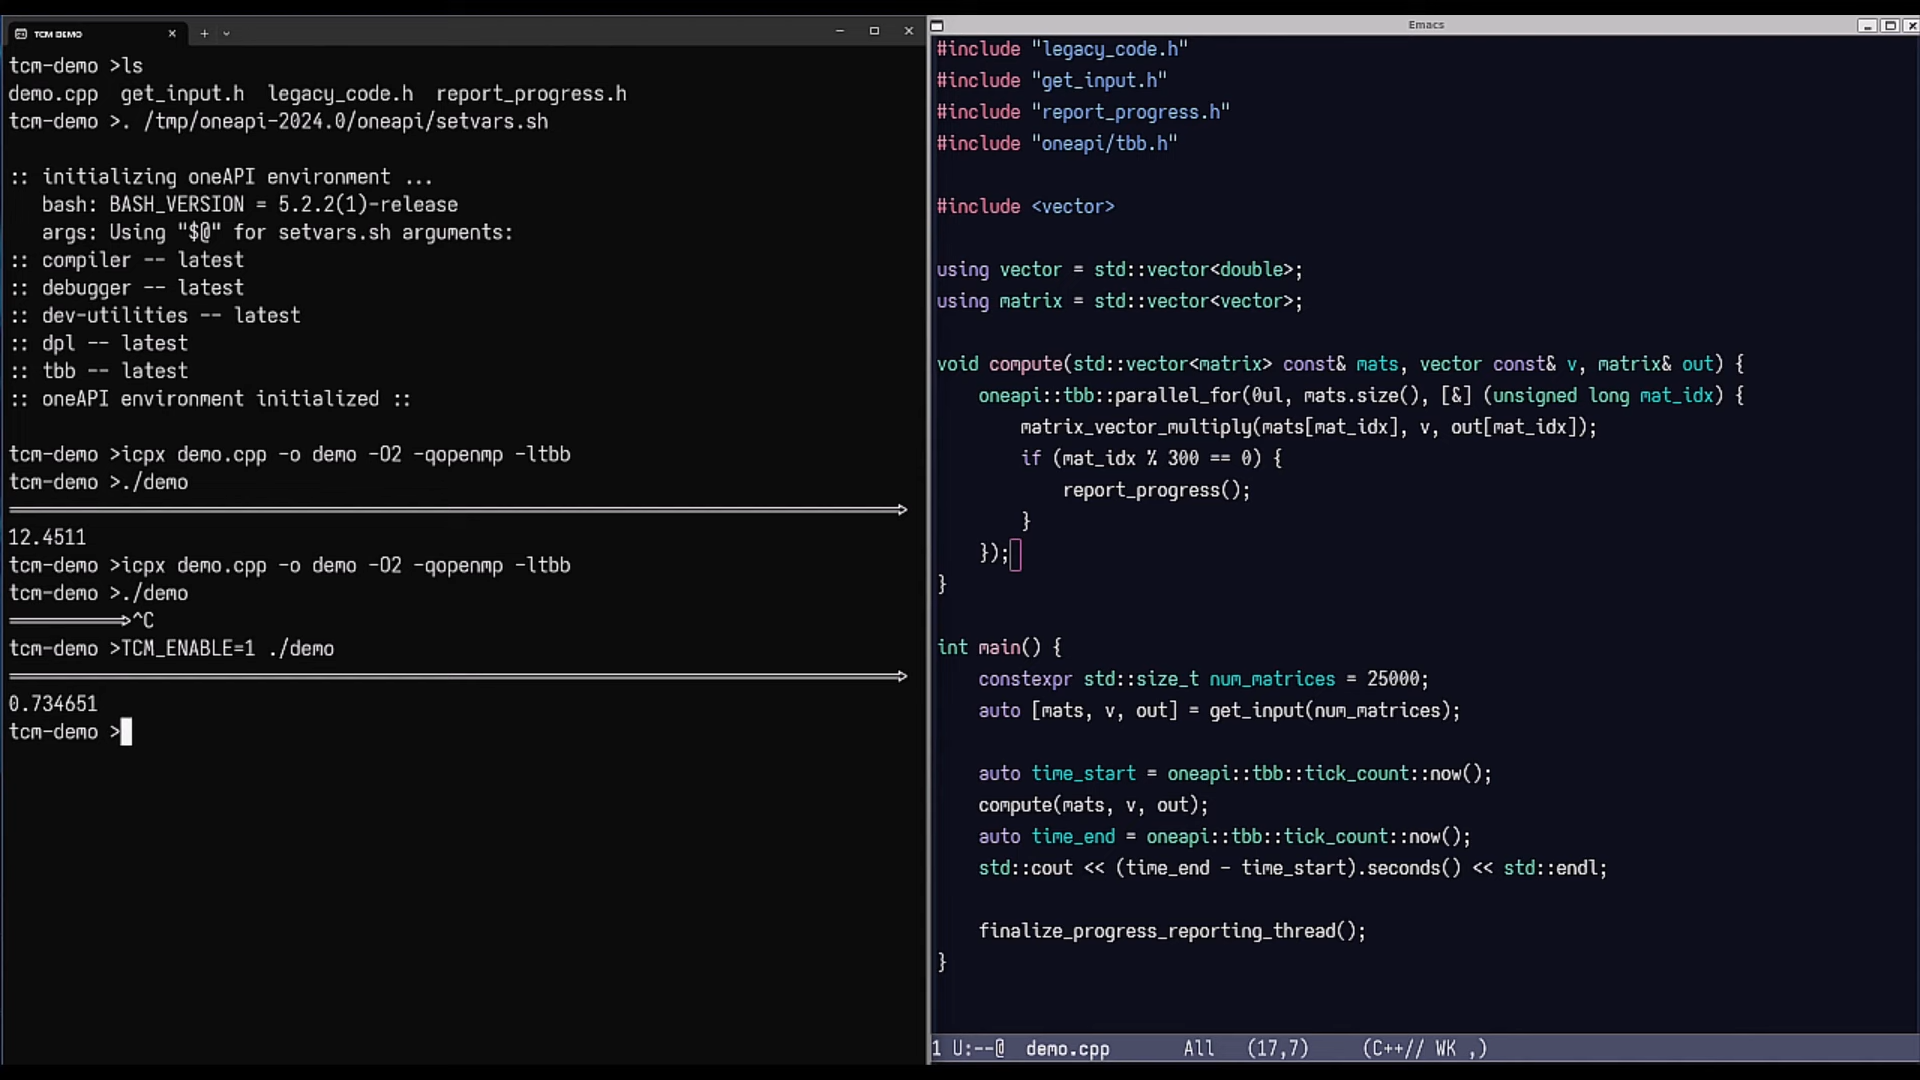 TCM DEMO
tcm-demo >ls
demo.cpp  get_input.h  legacy_code.h  report_progress.h
tcm-demo >. /tmp/oneapi-2024.0/oneapi/setvars.sh
:: initializing oneAPI environment ...
   bash: BASH_VERSION = 5.2.2(1)-release
   args: Using "$@" for setvars.sh arguments:
:: compiler -- latest
:: debugger -- latest
:: dev-utilities -- latest
:: dpl -- latest
:: tbb -- latest
:: oneAPI environment initialized ::
tcm-demo >icpx demo.cpp -o demo -O2 -qopenmp -ltbb
tcm-demo >./demo
12.4511
tcm-demo >icpx demo.cpp -o demo -O2 -qopenmp -ltbb
tcm-demo >./demo
^C
tcm-demo >TCM_ENABLE=1 ./demo
0.734651
tcm-demo >
Emacs
#include "legacy_code.h"
#include "get_input.h"
#include "report_progress.h"
#include "oneapi/tbb.h"
#include <vector>
using vector = std::vector<double>;
using matrix = std::vector<vector>;
void compute(std::vector<matrix> const& mats, vector const& v, matrix& out) {
    oneapi::tbb::parallel_for(0ul, mats.size(), [&] (unsigned long mat_idx) {
        matrix_vector_multiply(mats[mat_idx], v, out[mat_idx]);
        if (mat_idx % 300 == 0) {
            report_progress();
        }
    });
}
int main() {
    constexpr std::size_t num_matrices = 25000;
    auto [mats, v, out] = get_input(num_matrices);
    auto time_start = oneapi::tbb::tick_count::now();
    compute(mats, v, out);
    auto time_end = oneapi::tbb::tick_count::now();
    std::cout << (time_end - time_start).seconds() << std::endl;
    finalize_progress_reporting_thread();
}
1 U:--@  demo.cpp       All   (17,7)     (C++// WK ,)